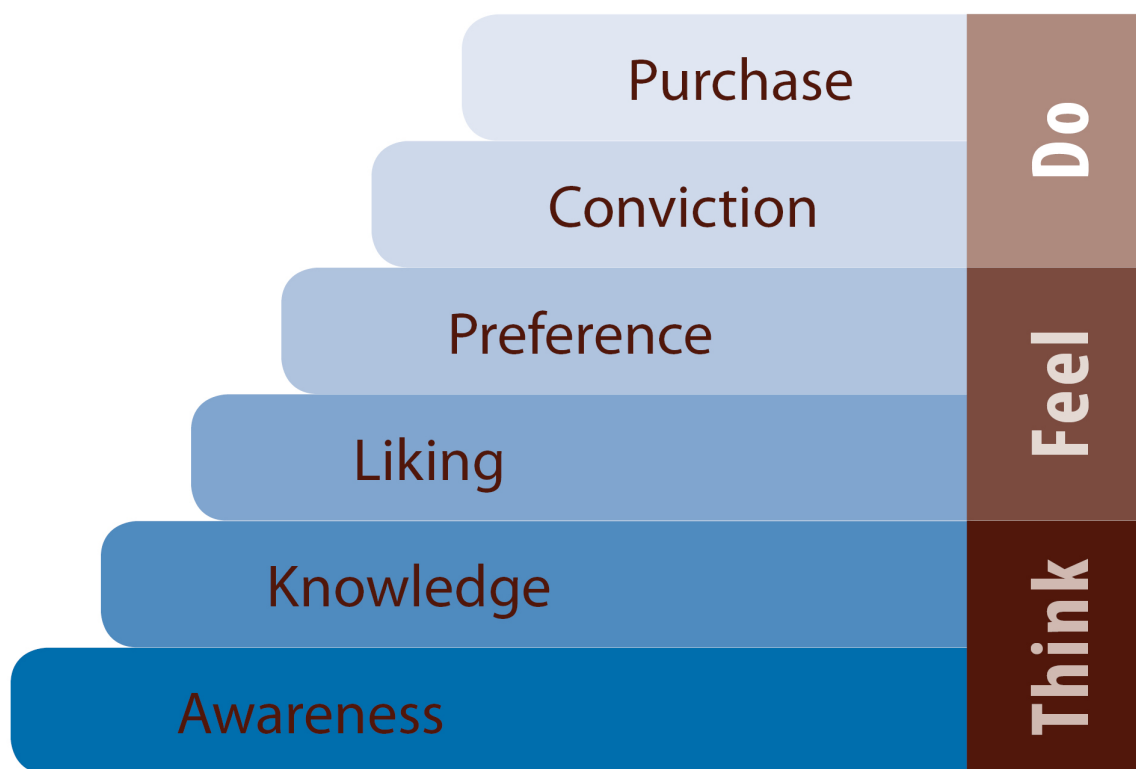 Purchase
Conviction
Do
Preference
Liking
Feel
Knowledge
Awareness
Think